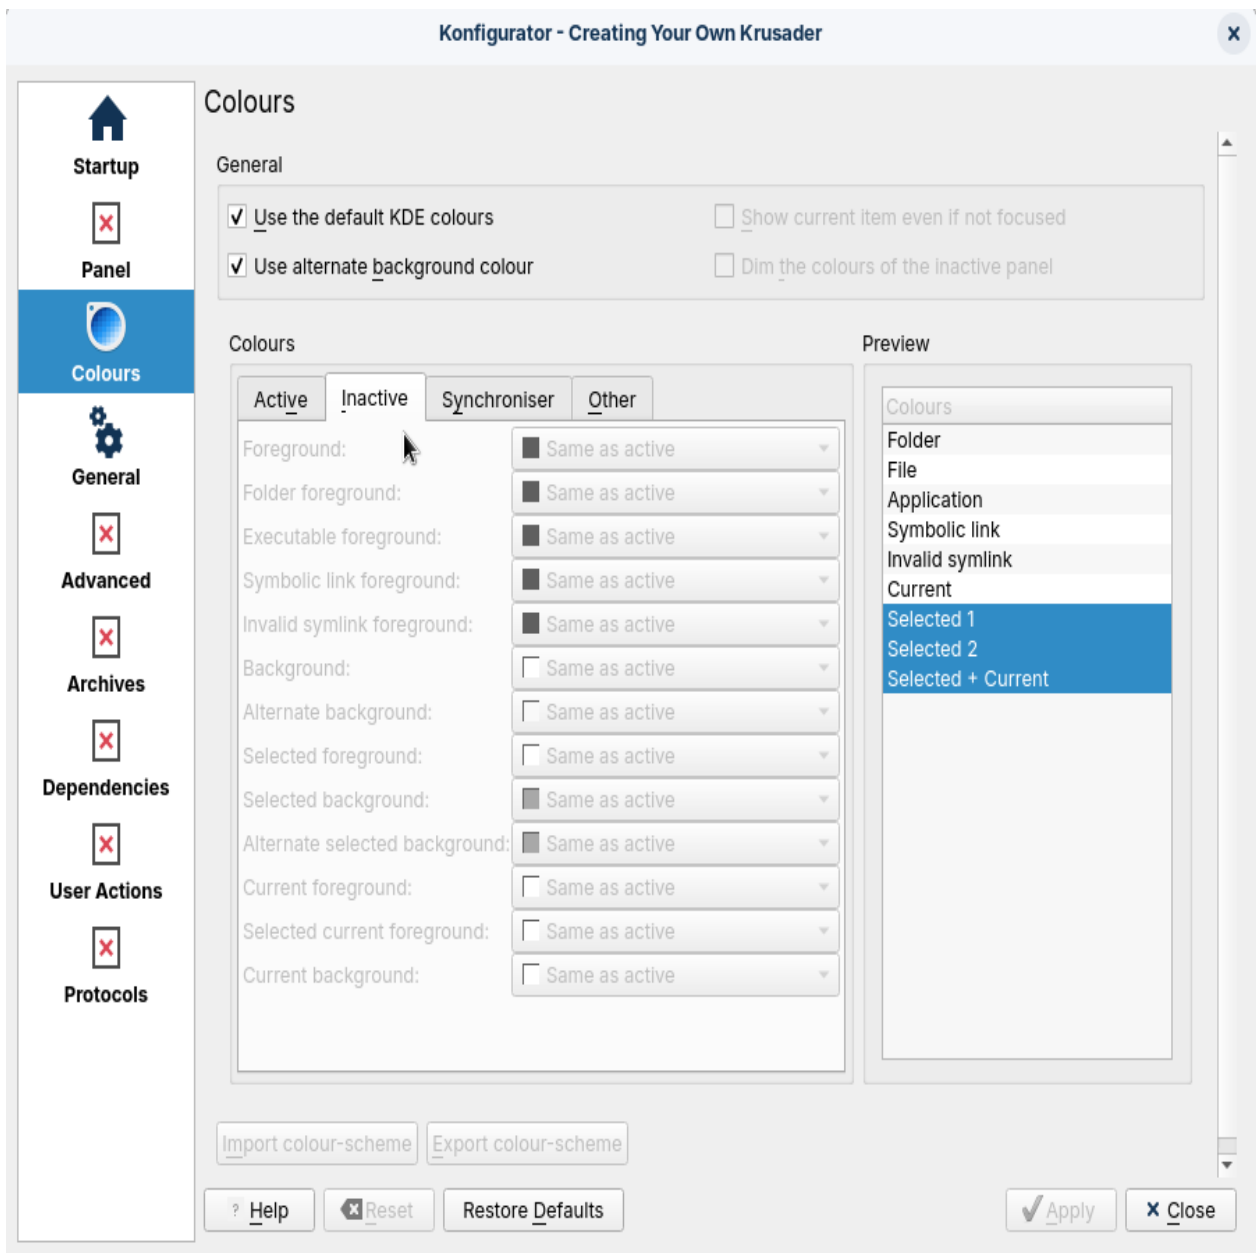 Konfigurator - Creating Your Own Krusader
Startup
Panel
Colours
General
Advanced
Archives
Dependencies
User Actions
Protocols
Colours
General
Use the default KDE colours
Show current item even if not focused
Use alternate background colour
Dim the colours of the inactive panel
Colours
Active Inactive Synchroniser Other
Foreground: Same as active
Folder foreground: Same as active
Executable foreground: Same as active
Symbolic link foreground: Same as active
Invalid symlink foreground: Same as active
Background: Same as active
Alternate background: Same as active
Selected foreground: Same as active
Selected background: Same as active
Alternate selected background: Same as active
Current foreground: Same as active
Selected current foreground: Same as active
Current background: Same as active
Preview
Colours
Folder
File
Application
Symbolic link
Invalid symlink
Current
Selected 1
Selected 2
Selected + Current
Import colour-scheme Export colour-scheme
? Help Reset Restore Defaults Apply Close